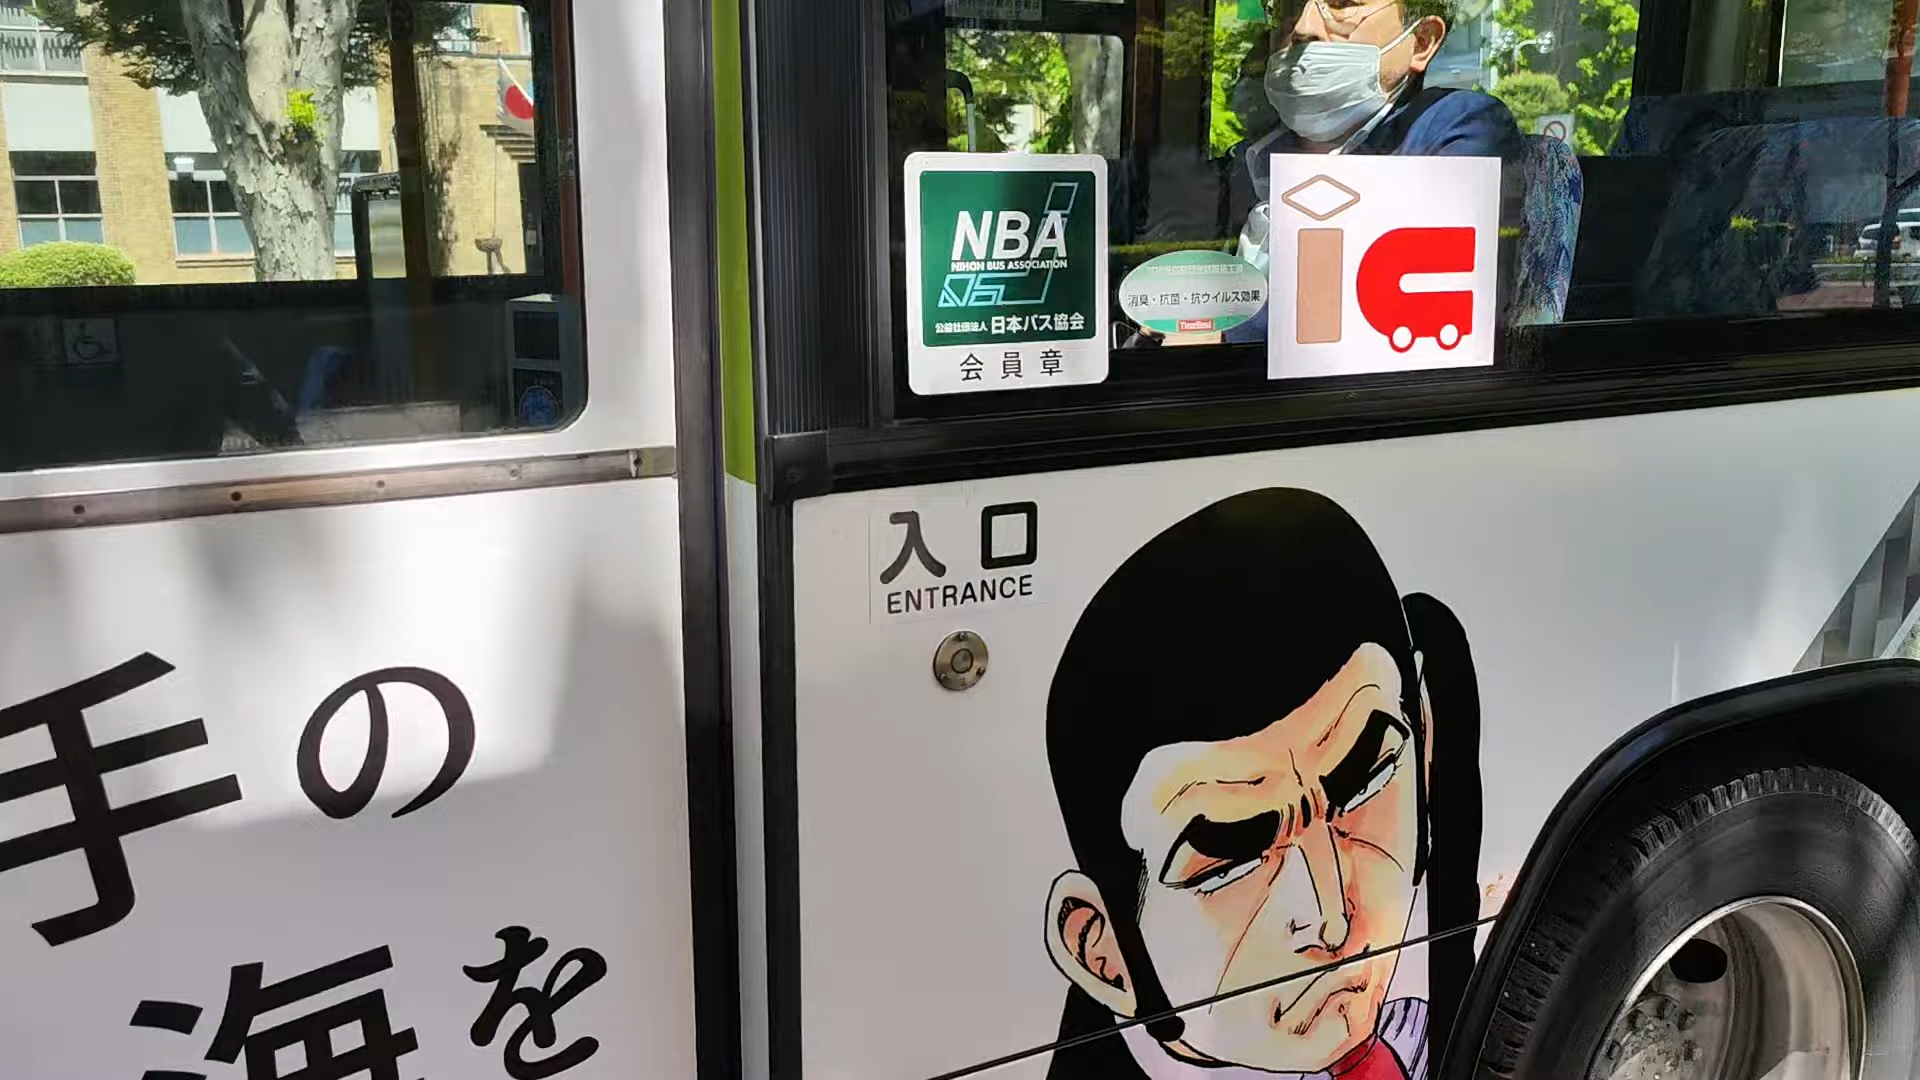 NBA
NIHON BUS ASSOCIATION
公益社団法人 日本バス協会
会員章
消臭・抗菌・抗ウイルス効果
ic
入口
ENTRANCE
手の
海を